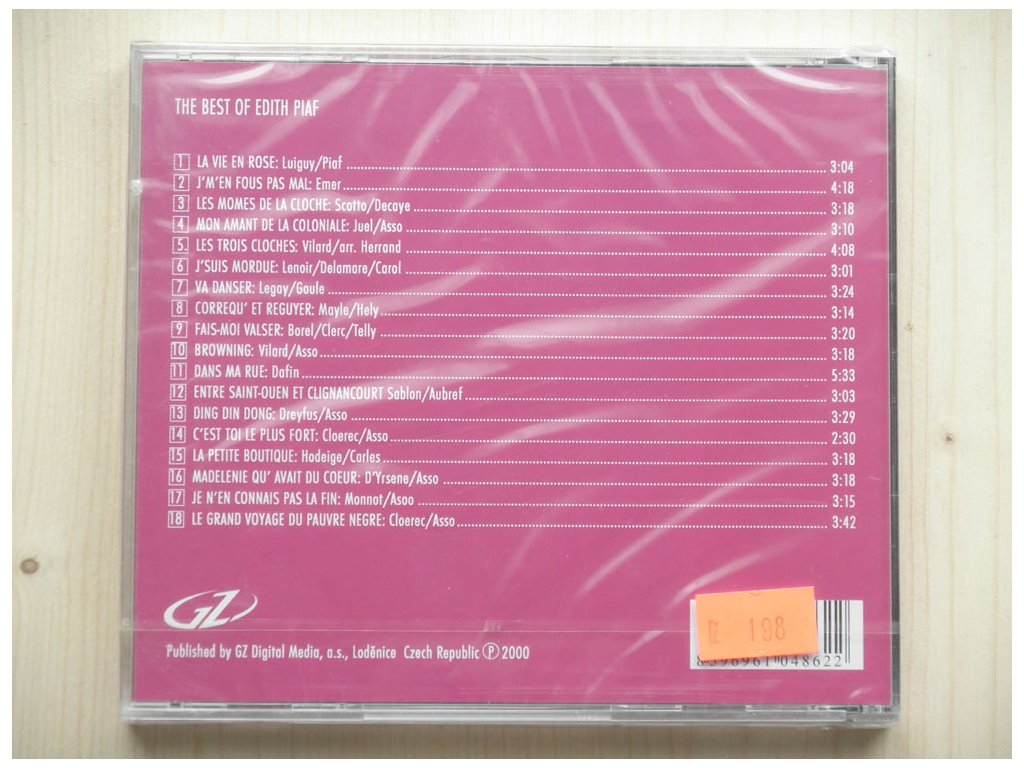 THE BEST OF EDITH PIAF
1 LA VIE EN ROSE: Luiguy/Piaf 3:04
2 J'M'EN FOUS PAS MAL: Emer 4:18
3 LES MOMES DE LA CLOCHE: Scotto/Decaye 3:18
4 MON AMANT DE LA COLONIALE: Juel/Asso 3:10
5. LES TROIS CLOCHES: Vilard/arr. Herrand 4:08
6 J'SUIS MORDUE: Lenoir/Delamare/Carol 3:01
7 VA DANSER: Legay/Goule 3:24
8 CORREQU' ET REGUYER: Mayle/Hely 3:14
9 FAIS-MOI VALSER: Borel/Clerc/Telly 3:20
10 BROWNING: Vilard/Asso 3:18
11 DANS MA RUE: Dafin 5:33
12 ENTRE SAINT-OUEN ET CLIGNANCOURT Sablon/Aubref 3:03
13 DING DIN DONG: Dreyfus/Asso 3:29
14 C'EST TOI LE PLUS FORT: Cloerec/Asso 2:30
15 LA PETITE BOUTIQUE: Hadeige/Carles 3:18
16 MADELENIE QU' AVAIT DU COEUR: D'Yrsene/Asso 3:18
17 JE N'EN CONNAIS PAS LA FIN: Monnot/Asoo 3:15
18 LE GRAND VOYAGE DU PAUVRE NEGRE: Cloerec/Asso 3:42
GZ
198
Published by GZ Digital Media, a.s., Loděnice Czech Republic Ⓟ 2000
8 596961 048622